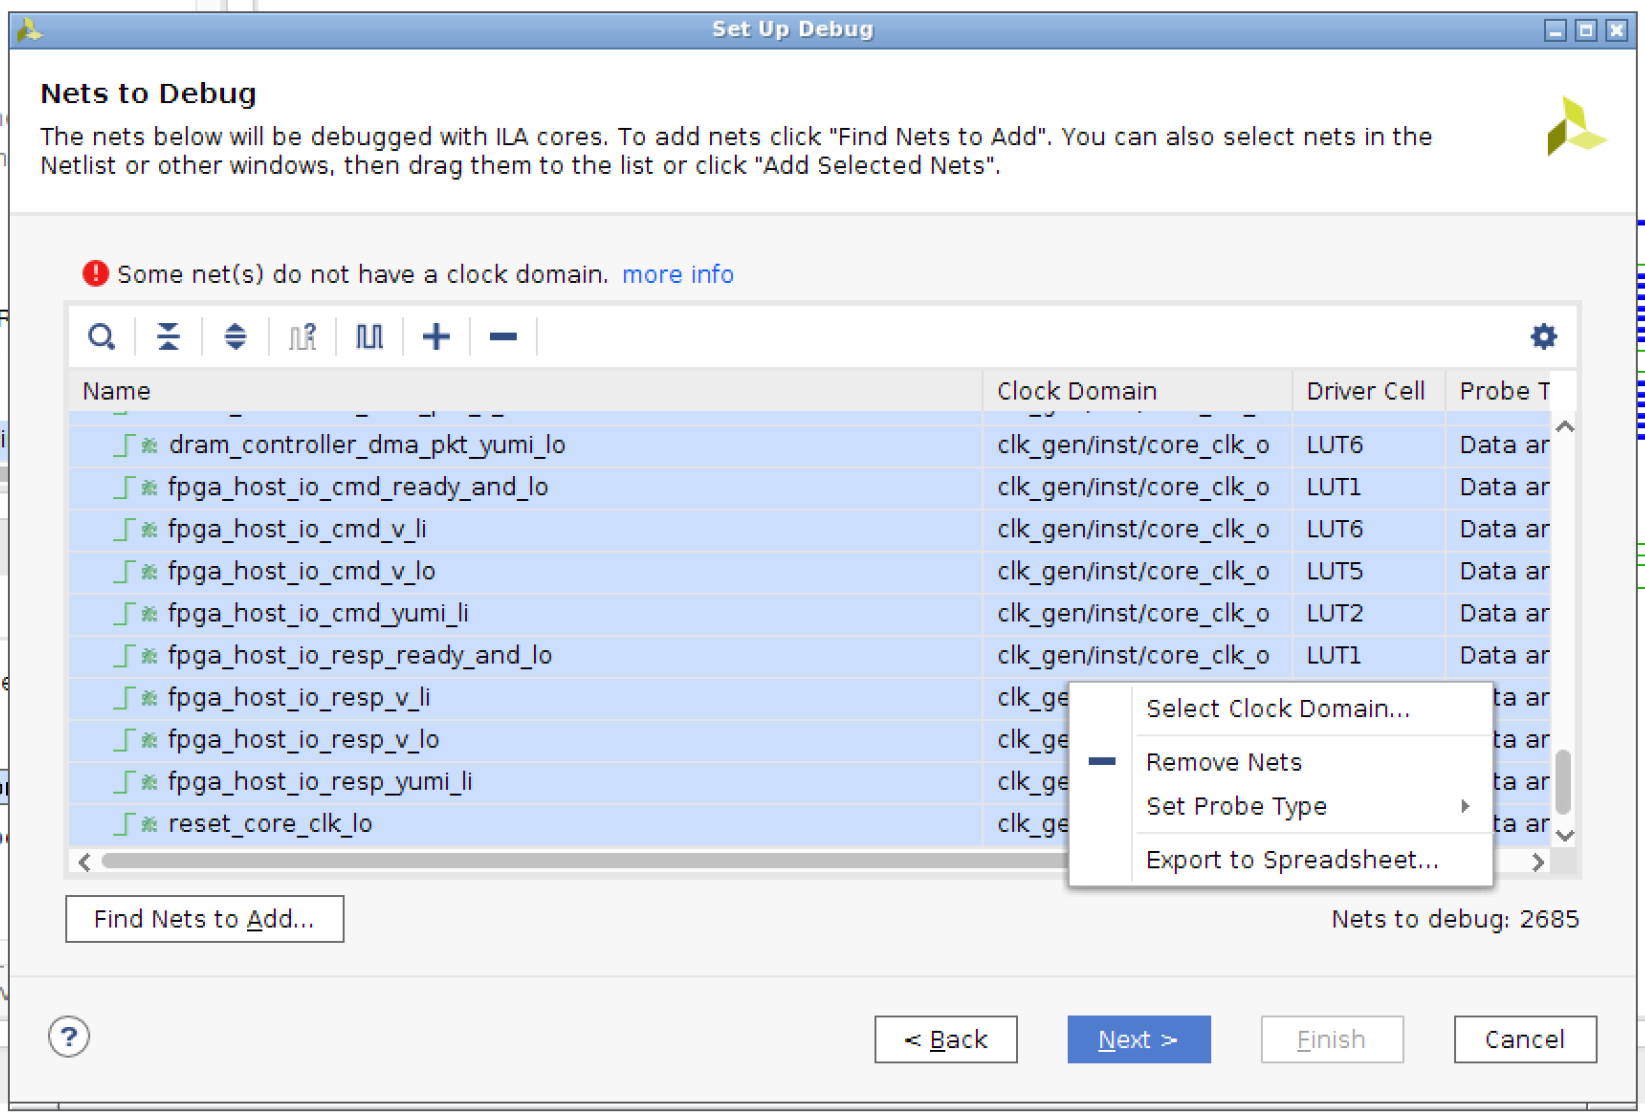 Set Up Debug
Nets to Debug
The nets below will be debugged with ILA cores. To add nets click "Find Nets to Add". You can also select nets in the
Netlist or other windows, then drag them to the list or click "Add Selected Nets".
Some net(s) do not have a clock domain. more info
Name Clock Domain Driver Cell Probe T
dram_controller_dma_pkt_yumi_lo clk_gen/inst/core_clk_o LUT6 Data ar
fpga_host_io_cmd_ready_and_lo clk_gen/inst/core_clk_o LUT1 Data ar
fpga_host_io_cmd_v_li clk_gen/inst/core_clk_o LUT6 Data ar
fpga_host_io_cmd_v_lo clk_gen/inst/core_clk_o LUT5 Data ar
fpga_host_io_cmd_yumi_li clk_gen/inst/core_clk_o LUT2 Data ar
fpga_host_io_resp_ready_and_lo clk_gen/inst/core_clk_o LUT1 Data ar
fpga_host_io_resp_v_li clk_ge ta ar
fpga_host_io_resp_v_lo clk_ge ta ar
fpga_host_io_resp_yumi_li clk_ge ta ar
reset_core_clk_lo clk_ge ta ar
Select Clock Domain...
Remove Nets
Set Probe Type
Export to Spreadsheet...
Find Nets to Add... Nets to debug: 2685
? < Back Next > Finish Cancel